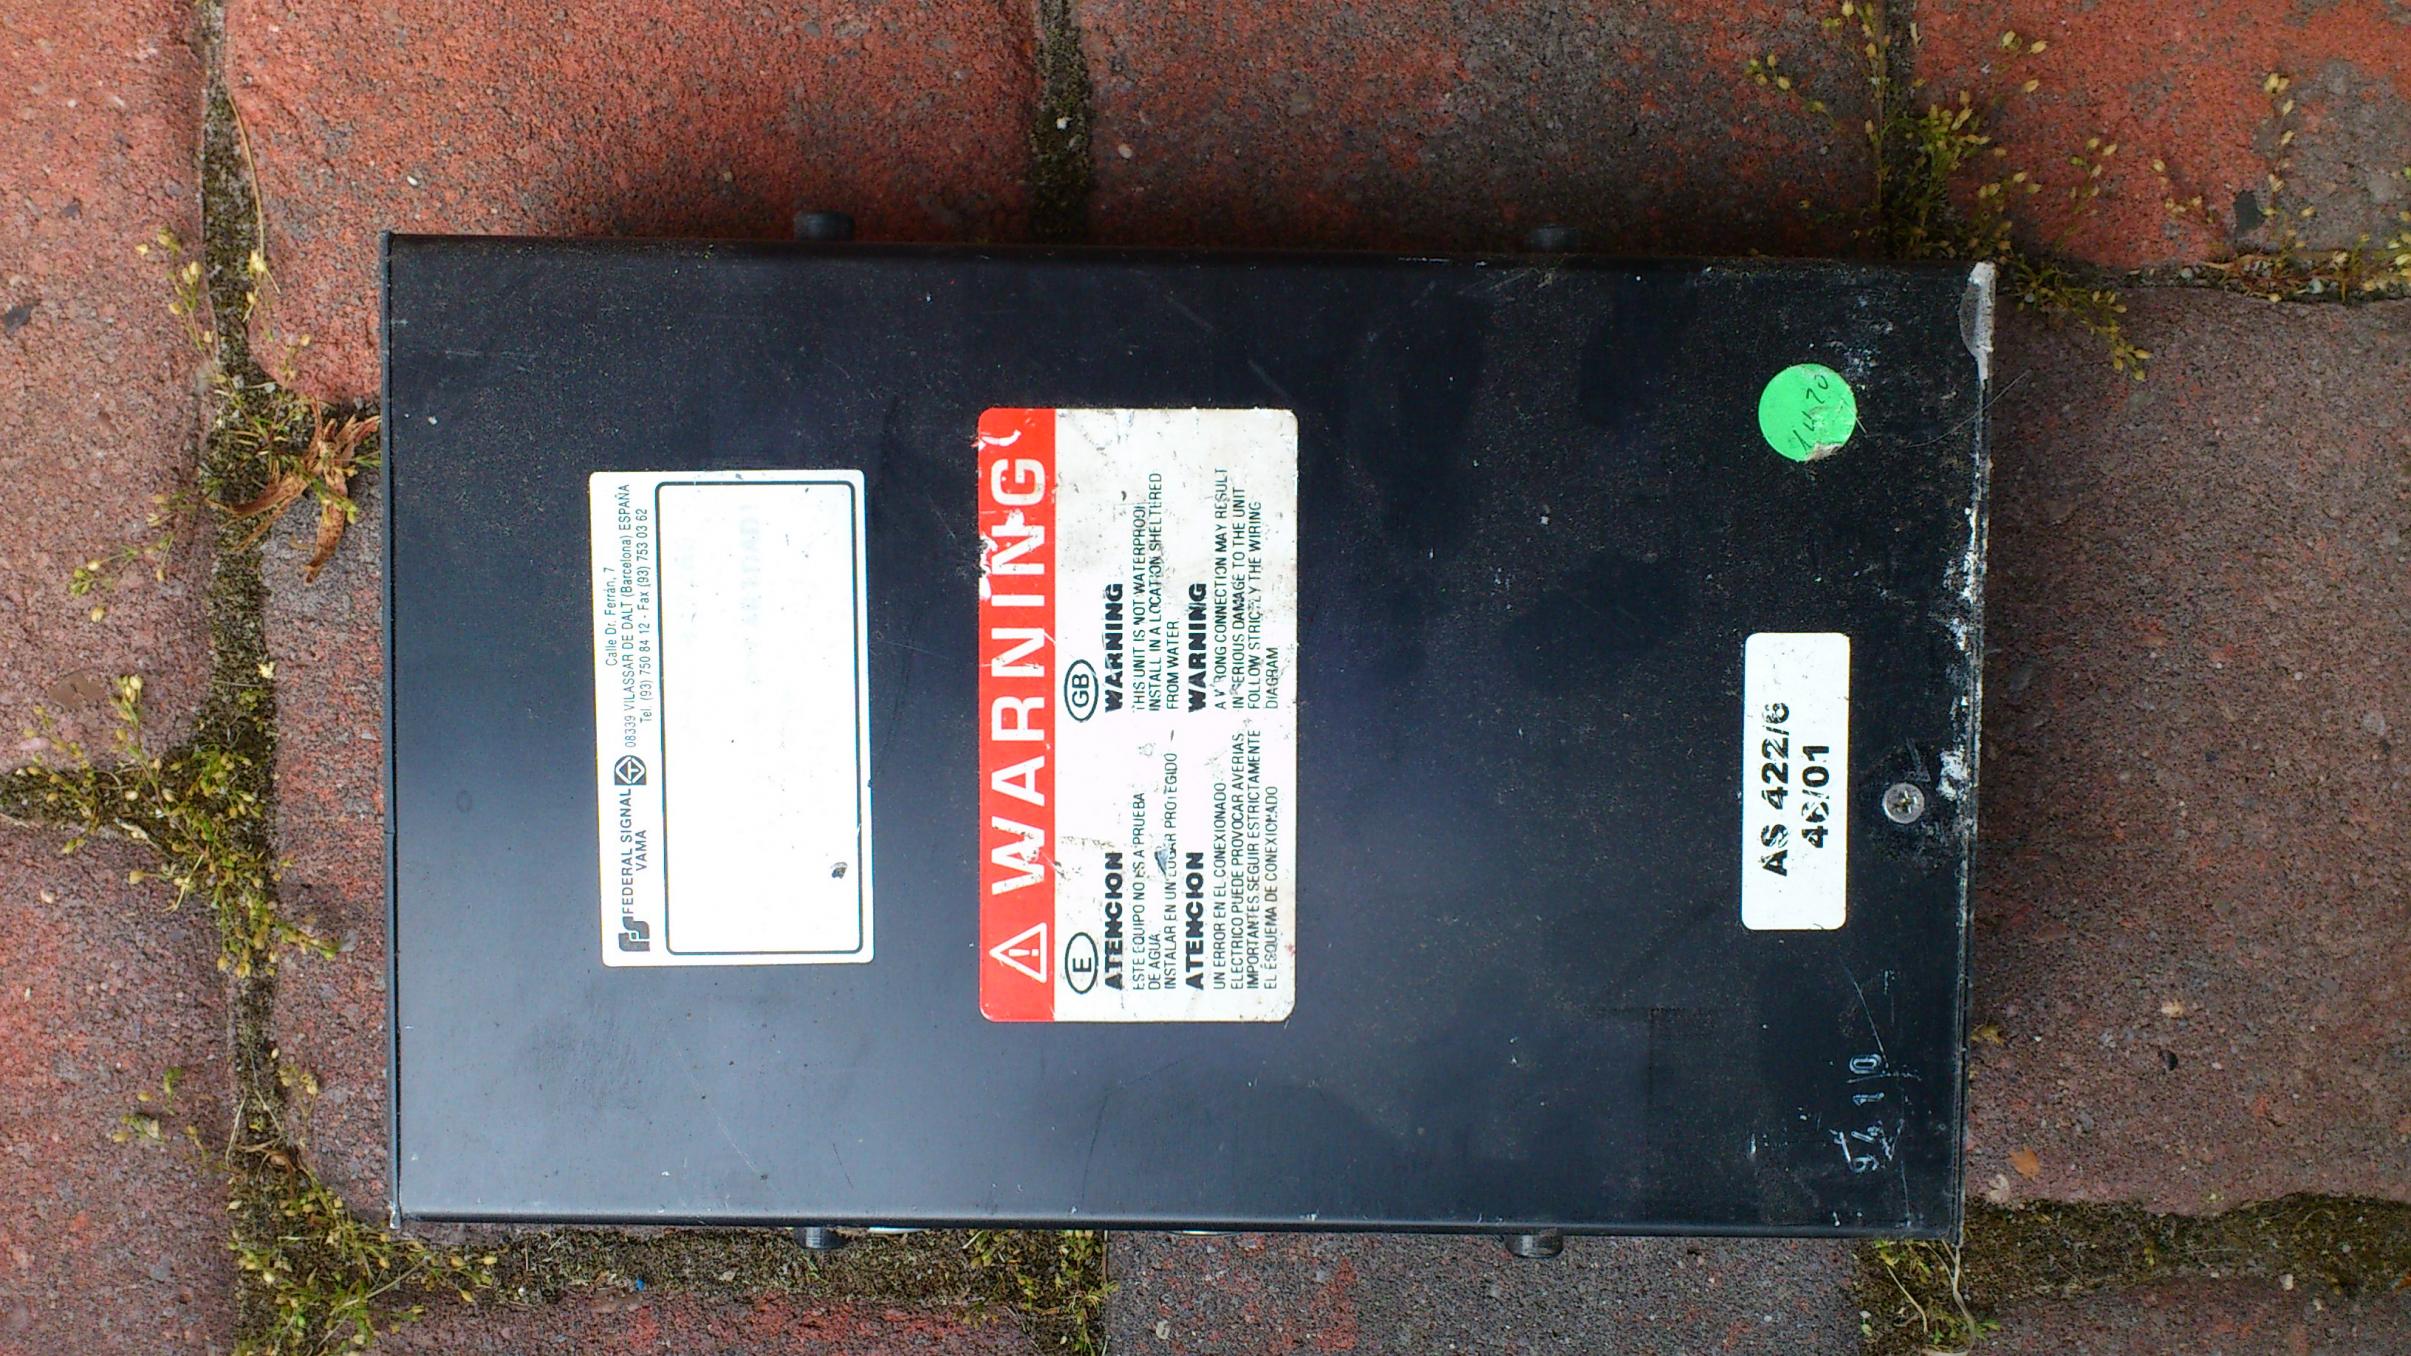 FEDERAL SIGNAL
VAMA
Calle Dr. Ferrán, 7
08339 VILASSAR DE DALT (Barcelona) ESPAÑA
Tel. (93) 750 84 12 - Fax (93) 753 03 62
WARNING
E
ATENCION
ESTE EQUIPO NO ES A PRUEBA
DE AGUA
INSTALAR EN UN LUGAR PROTEGIDO
ATENCION
UN ERROR EN EL CONEXIONADO
ELECTRICO PUEDE PROVOCAR AVERIAS
IMPORTANTES SEGUIR ESTRICTAMENTE
EL ESQUEMA DE CONEXIOLADO
GB
WARNING
THIS UNIT IS NOT WATERPROOF
INSTALL IN A LOCATION SHELTERED
FROM WATER
WARNING
A WRONG CONNECTION MAY RESULT
IN SERIOUS DAMAGE TO THE UNIT
FOLLOW STRICTLY THE WIRING
DIAGRAM
AS 422/6
46/01
1470